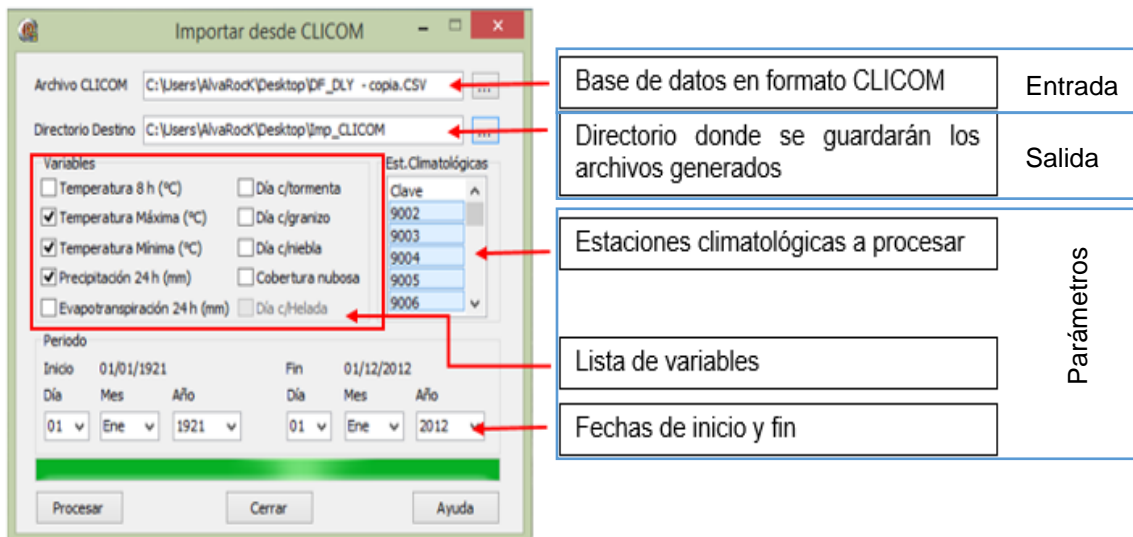 Importar desde CLICOM
Archivo CLICOM C:\Users\AlvaRocK\Desktop\DF_DLY - copia.CSV ...
Directorio Destino C:\Users\AlvaRocK\Desktop\Imp_CLICOM ...
Variables
Temperatura 8 h (ºC)
Temperatura Máxima (ºC)
Temperatura Mínima (ºC)
Precipitación 24 h (mm)
Evapotranspiración 24 h (mm)
Día c/tormenta
Día c/granizo
Día c/niebla
Cobertura nubosa
Día c/Helada
Est.Climatológicas
Clave
9002
9003
9004
9005
9006
Periodo
Inicio 01/01/1921 Fin 01/12/2012
Día Mes Año Día Mes Año
01 Ene 1921 01 Ene 2012
Procesar Cerrar Ayuda
Base de datos en formato CLICOM
Entrada
Directorio donde se guardarán los
archivos generados
Salida
Estaciones climatológicas a procesar
Lista de variables
Fechas de inicio y fin
Parámetros